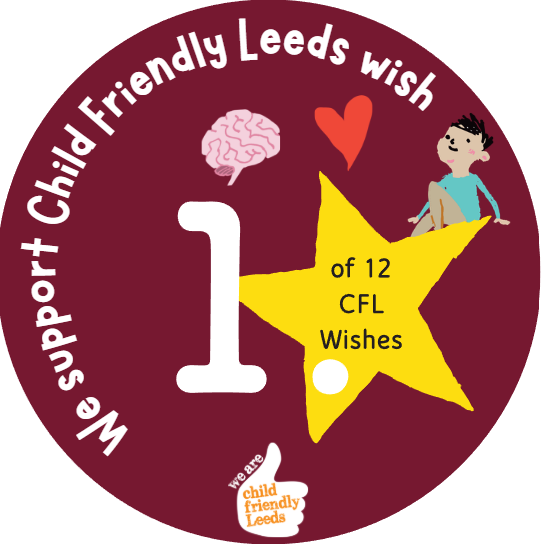 We support Child Friendly Leeds wish
1.
of 12
CFL
Wishes
we are
child
friendly
Leeds